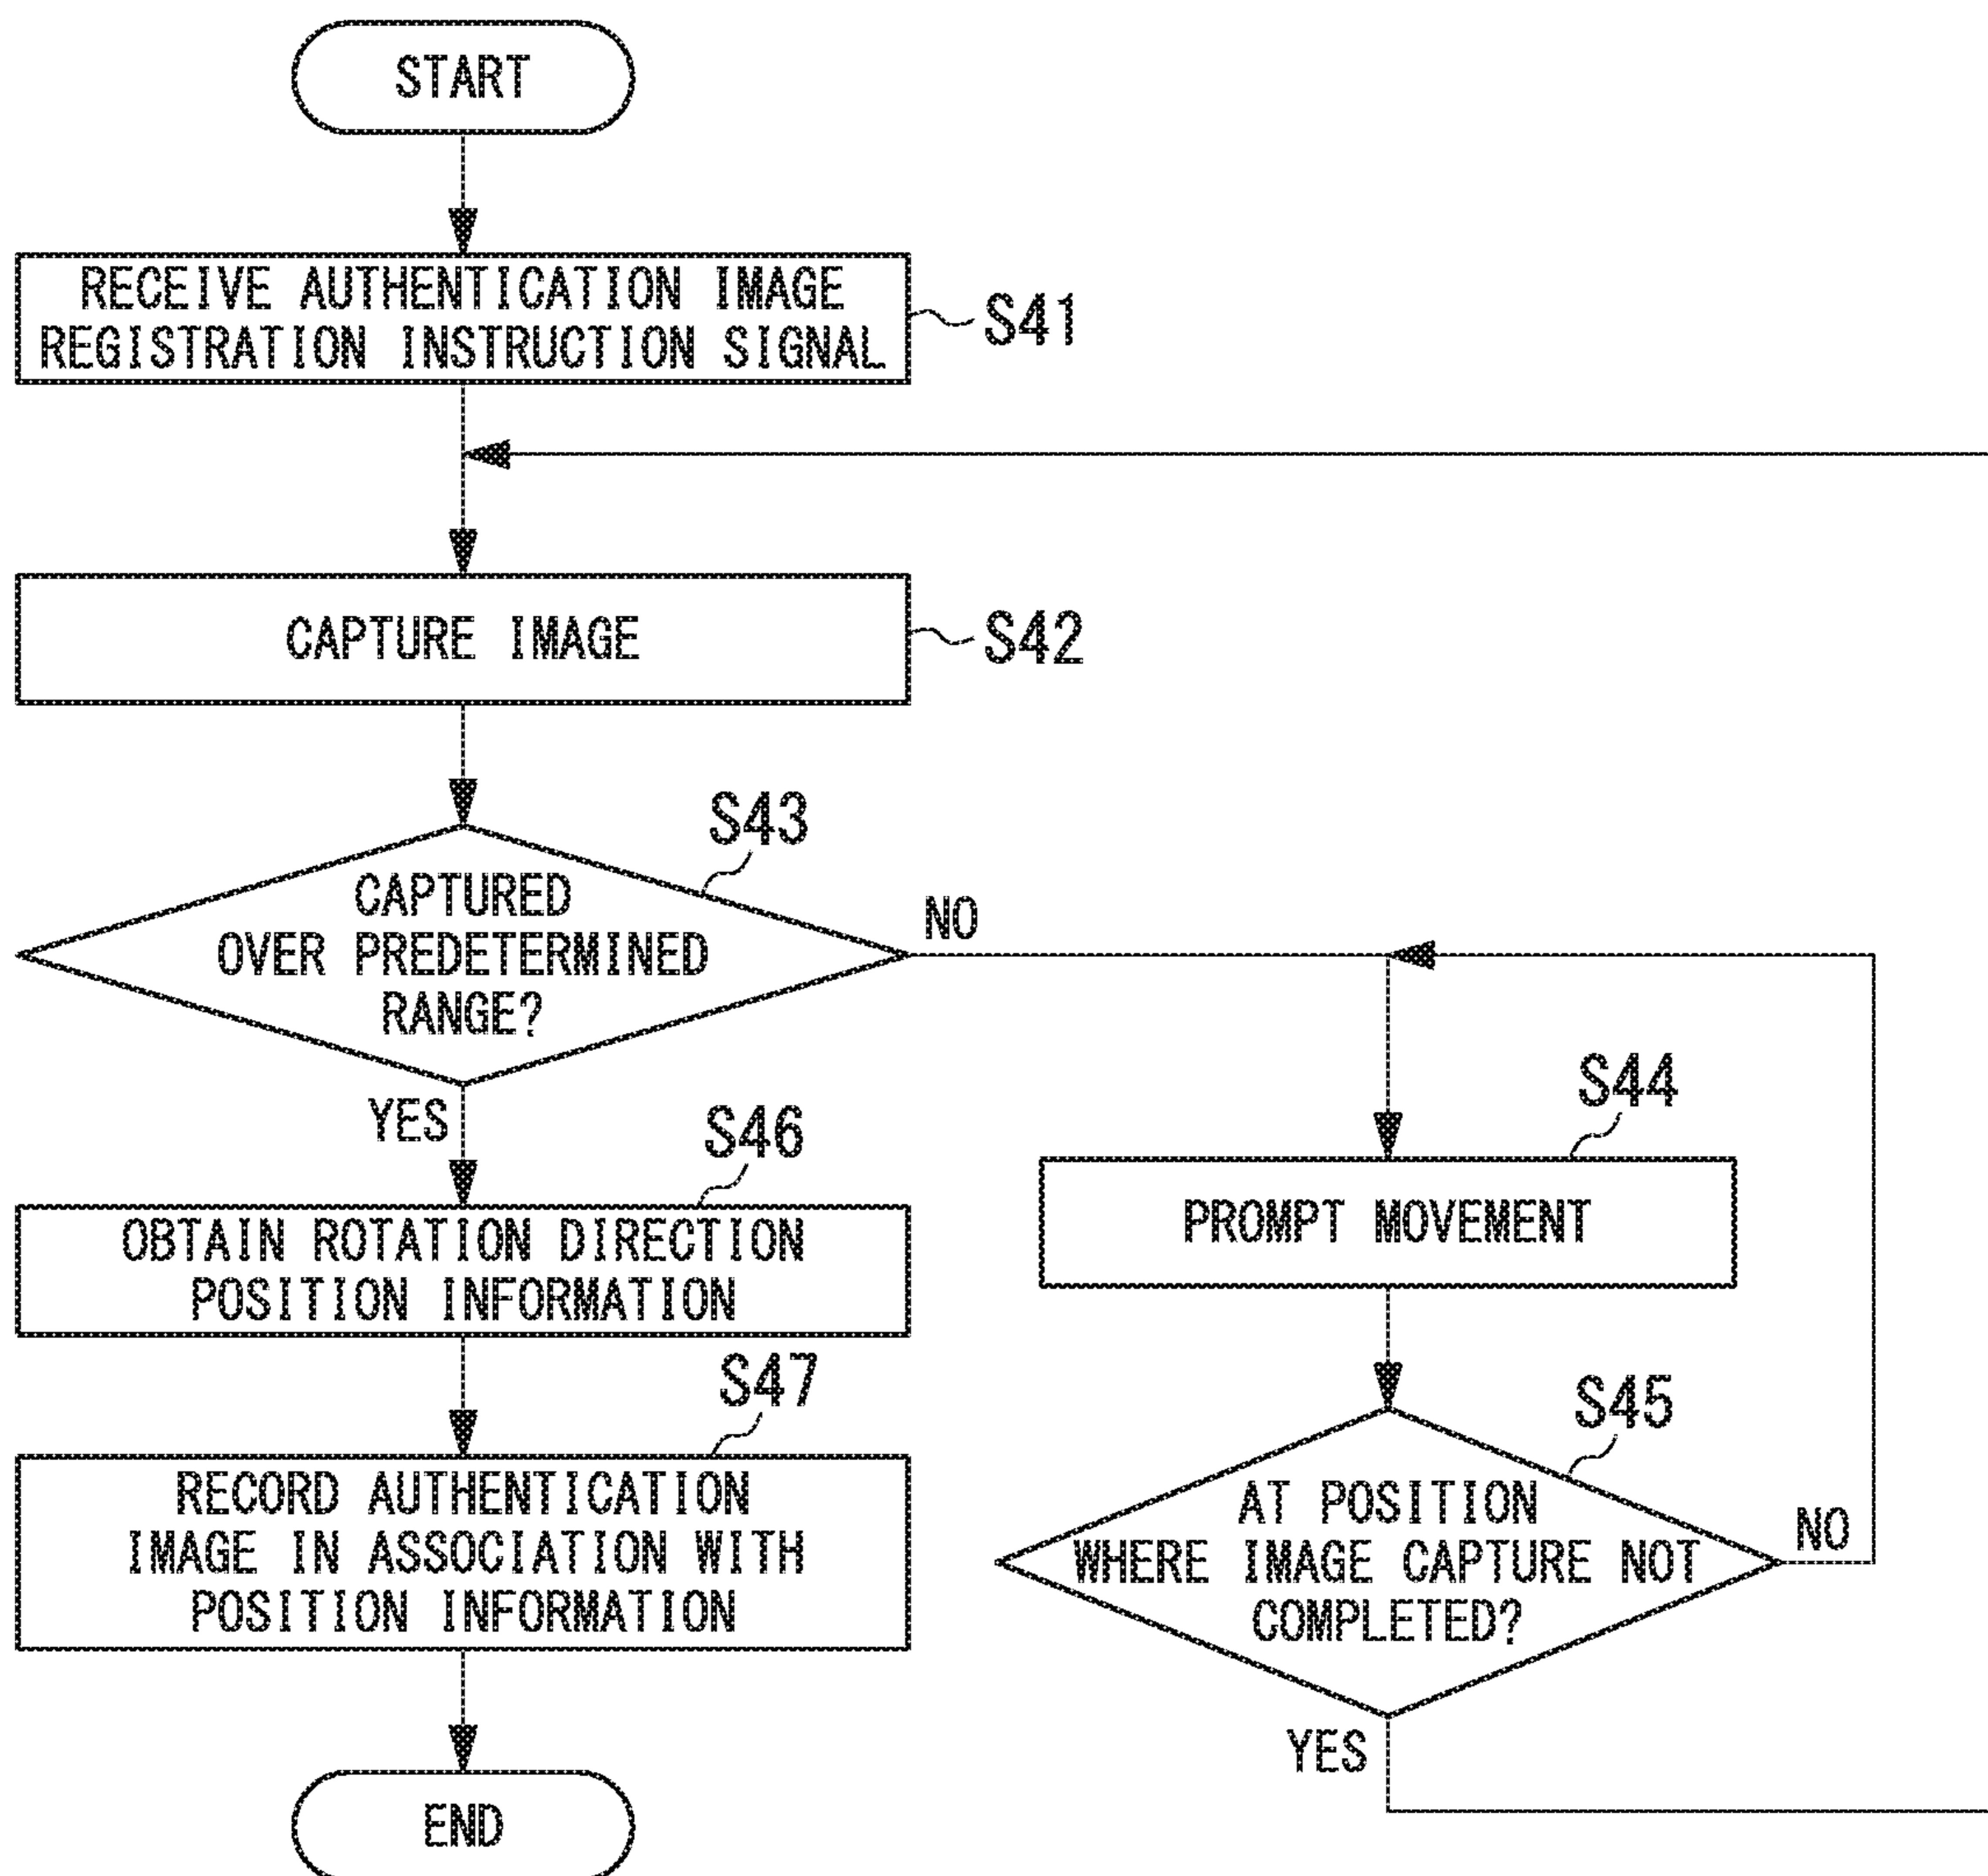 START
RECEIVE AUTHENTICATION IMAGE
REGISTRATION INSTRUCTION SIGNAL
S41
CAPTURE IMAGE
S42
S43
CAPTURED
OVER PREDETERMINED
RANGE?
NO
YES
S44
PROMPT MOVEMENT
S45
AT POSITION
WHERE IMAGE CAPTURE NOT
COMPLETED?
NO
YES
S46
OBTAIN ROTATION DIRECTION
POSITION INFORMATION
S47
RECORD AUTHENTICATION
IMAGE IN ASSOCIATION WITH
POSITION INFORMATION
END